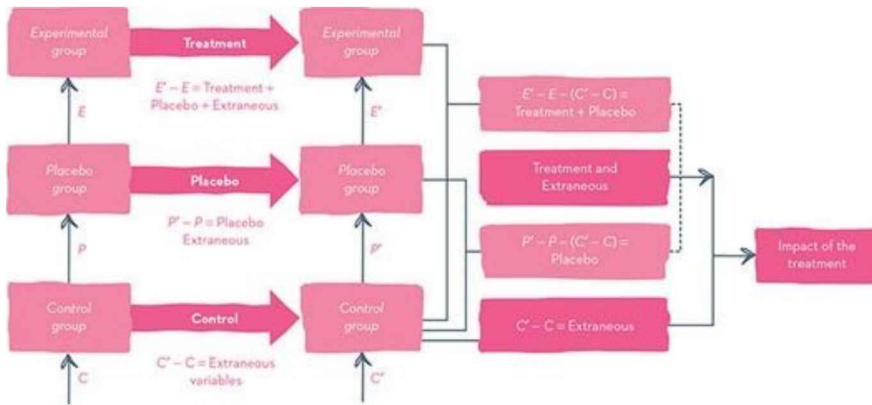 Experimental
group
Treatment
Experimental
group
E″ – E = Treatment +
Placebo + Extraneous
E
E″
E″ – E – (C″ – C) =
Treatment + Placebo
Placebo
group
Placebo
Placebo
group
Treatment and
Extraneous
P″ – P = Placebo
Extraneous
P
P″
P″ – P – (C″ – C) =
Placebo
Impact of the
treatment
Control
group
Control
Control
group
C″ – C = Extraneous
C″ – C = Extraneous
variables
C
C″